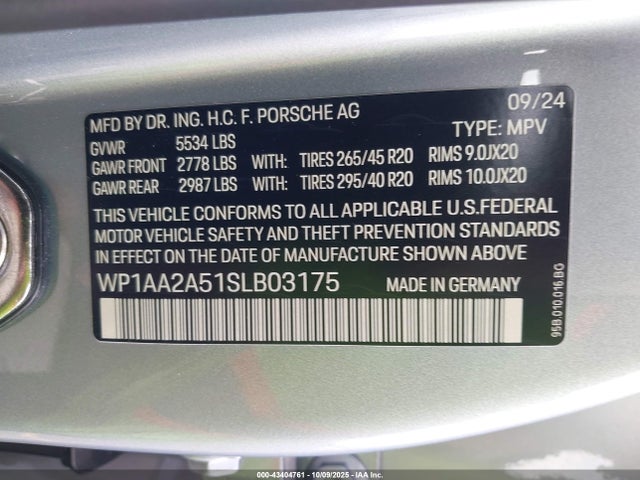 09/24
MFD BY DR. ING. H.C. F. PORSCHE AG
TYPE: MPV
GVWR 5534 LBS
GAWR FRONT 2778 LBS WITH: TIRES 265/45 R20 RIMS 9.0JX20
GAWR REAR 2987 LBS WITH: TIRES 295/40 R20 RIMS 10.0JX20
THIS VEHICLE CONFORMS TO ALL APPLICABLE U.S.FEDERAL
MOTOR VEHICLE SAFETY AND THEFT PREVENTION STANDARDS
IN EFFECT ON THE DATE OF MANUFACTURE SHOWN ABOVE
WP1AA2A51SLB03175 MADE IN GERMANY
95B.010.016.BG
000-43404761 - 10/09/2025 - IAA Inc.